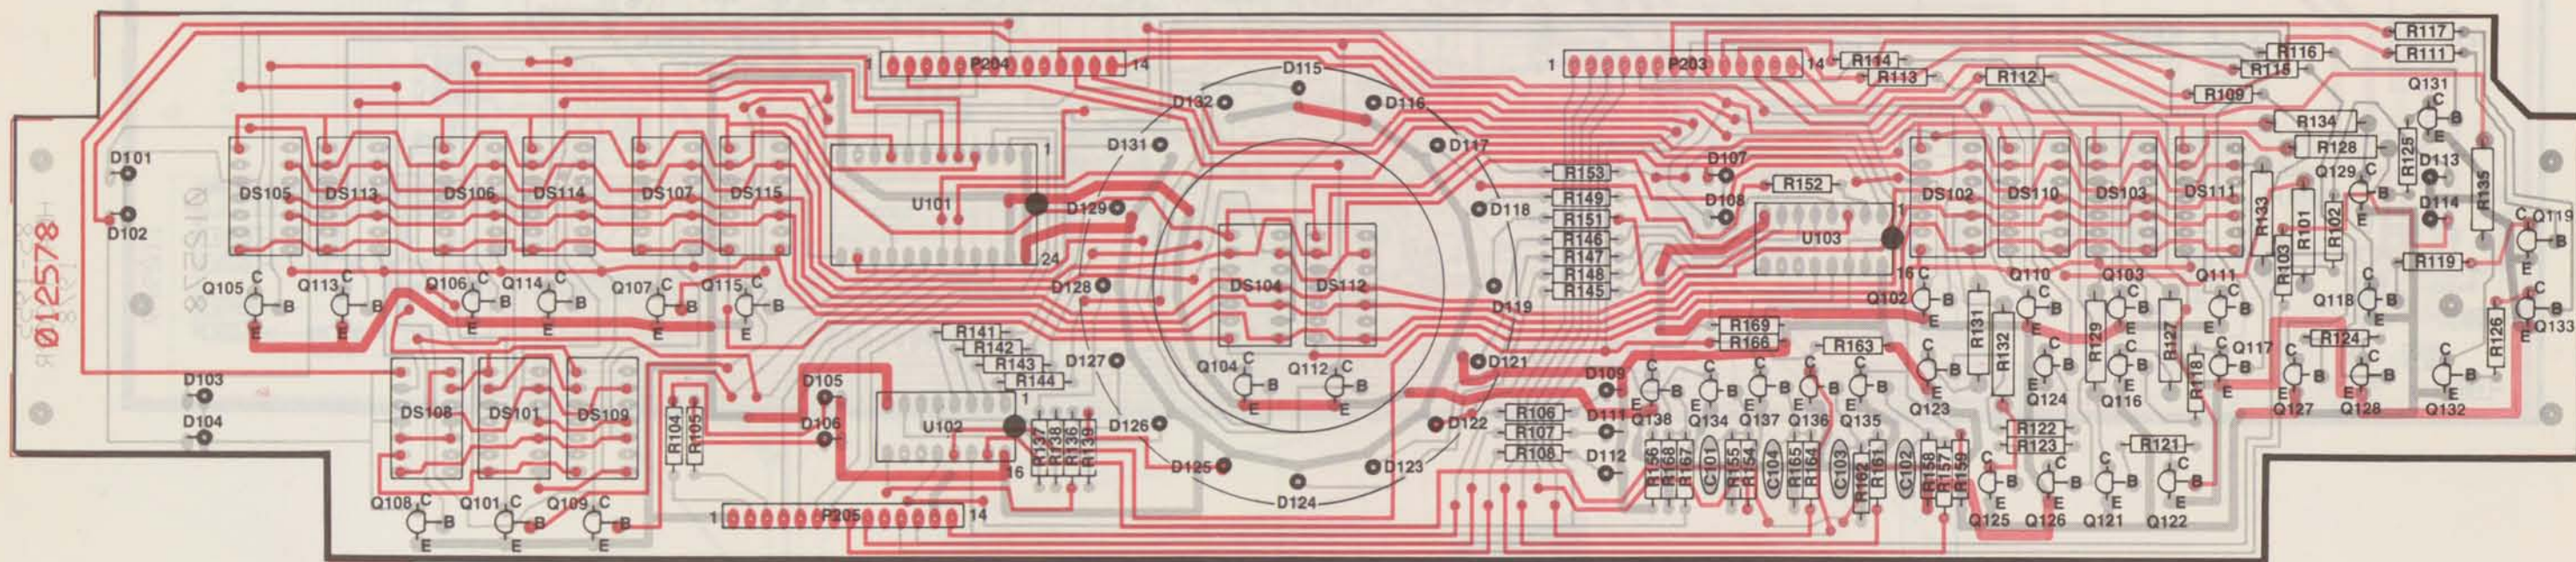 R117
R116
R111
R114
R115
1 P204 14
D115
1 P203 14
R113
R112
D132
D116
R109
Q131
C
B
E
R134
D131
D117
R128
R125
D101
D107
R153
D113
1
DS105
DS113
DS106
DS114
DS107
DS115
R152
DS102
DS110
DS103
DS111
Q129
C
B
E
R135
U101
D129
R149
D118
D108
1
D114
D102
R151
R133
R101
R102
Q119
C
B
E
012578
R146
U103
24
R147
R103
R119
R148
16
Q105
C
B
E
Q113
C
B
E
Q106
C
B
E
Q114
C
B
E
Q107
C
B
E
Q115
C
B
E
D128
DS104
DS112
R145
D119
Q102
C
B
E
Q110
C
B
E
Q103
C
B
E
Q111
C
B
E
Q118
C
B
E
Q133
C
B
E
R131
R132
R129
R127
R126
R141
R169
R142
R166
R163
R124
R143
D127
D121
R144
Q104
C
B
E
Q112
C
B
E
Q123
C
B
E
Q124
C
B
E
Q116
C
B
E
R118
Q117
C
B
E
Q127
C
B
E
Q128
C
B
E
Q132
C
B
E
D103
D105
D109
Q138
C
B
E
Q134
C
B
E
Q137
C
B
E
Q136
C
B
E
Q135
C
B
E
D104
DS108
DS101
DS109
R104
R105
D106
1
U102
16
R137
R138
R136
R139
D126
D122
R106
D111
R107
R108
D112
R122
R123
R121
D125
D123
D124
R156
R168
R167
C101
R155
R154
C104
R165
R164
C103
R162
R161
C102
R158
R157
R159
Q125
C
B
E
Q126
C
B
E
Q121
C
B
E
Q122
C
B
E
Q108
C
B
E
Q101
C
B
E
Q109
C
B
E
1 P205 14